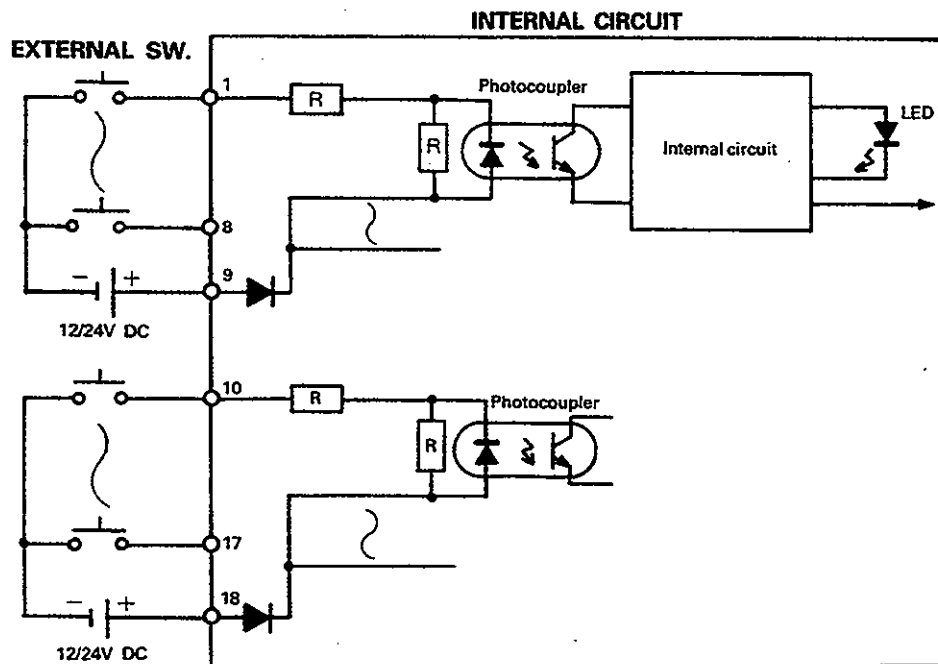 INTERNAL CIRCUIT
EXTERNAL SW.
1
R
Photocoupler
LED
R
Internal circuit
8
9
- +
12/24V DC
10
R
Photocoupler
R
17
18
- +
12/24V DC